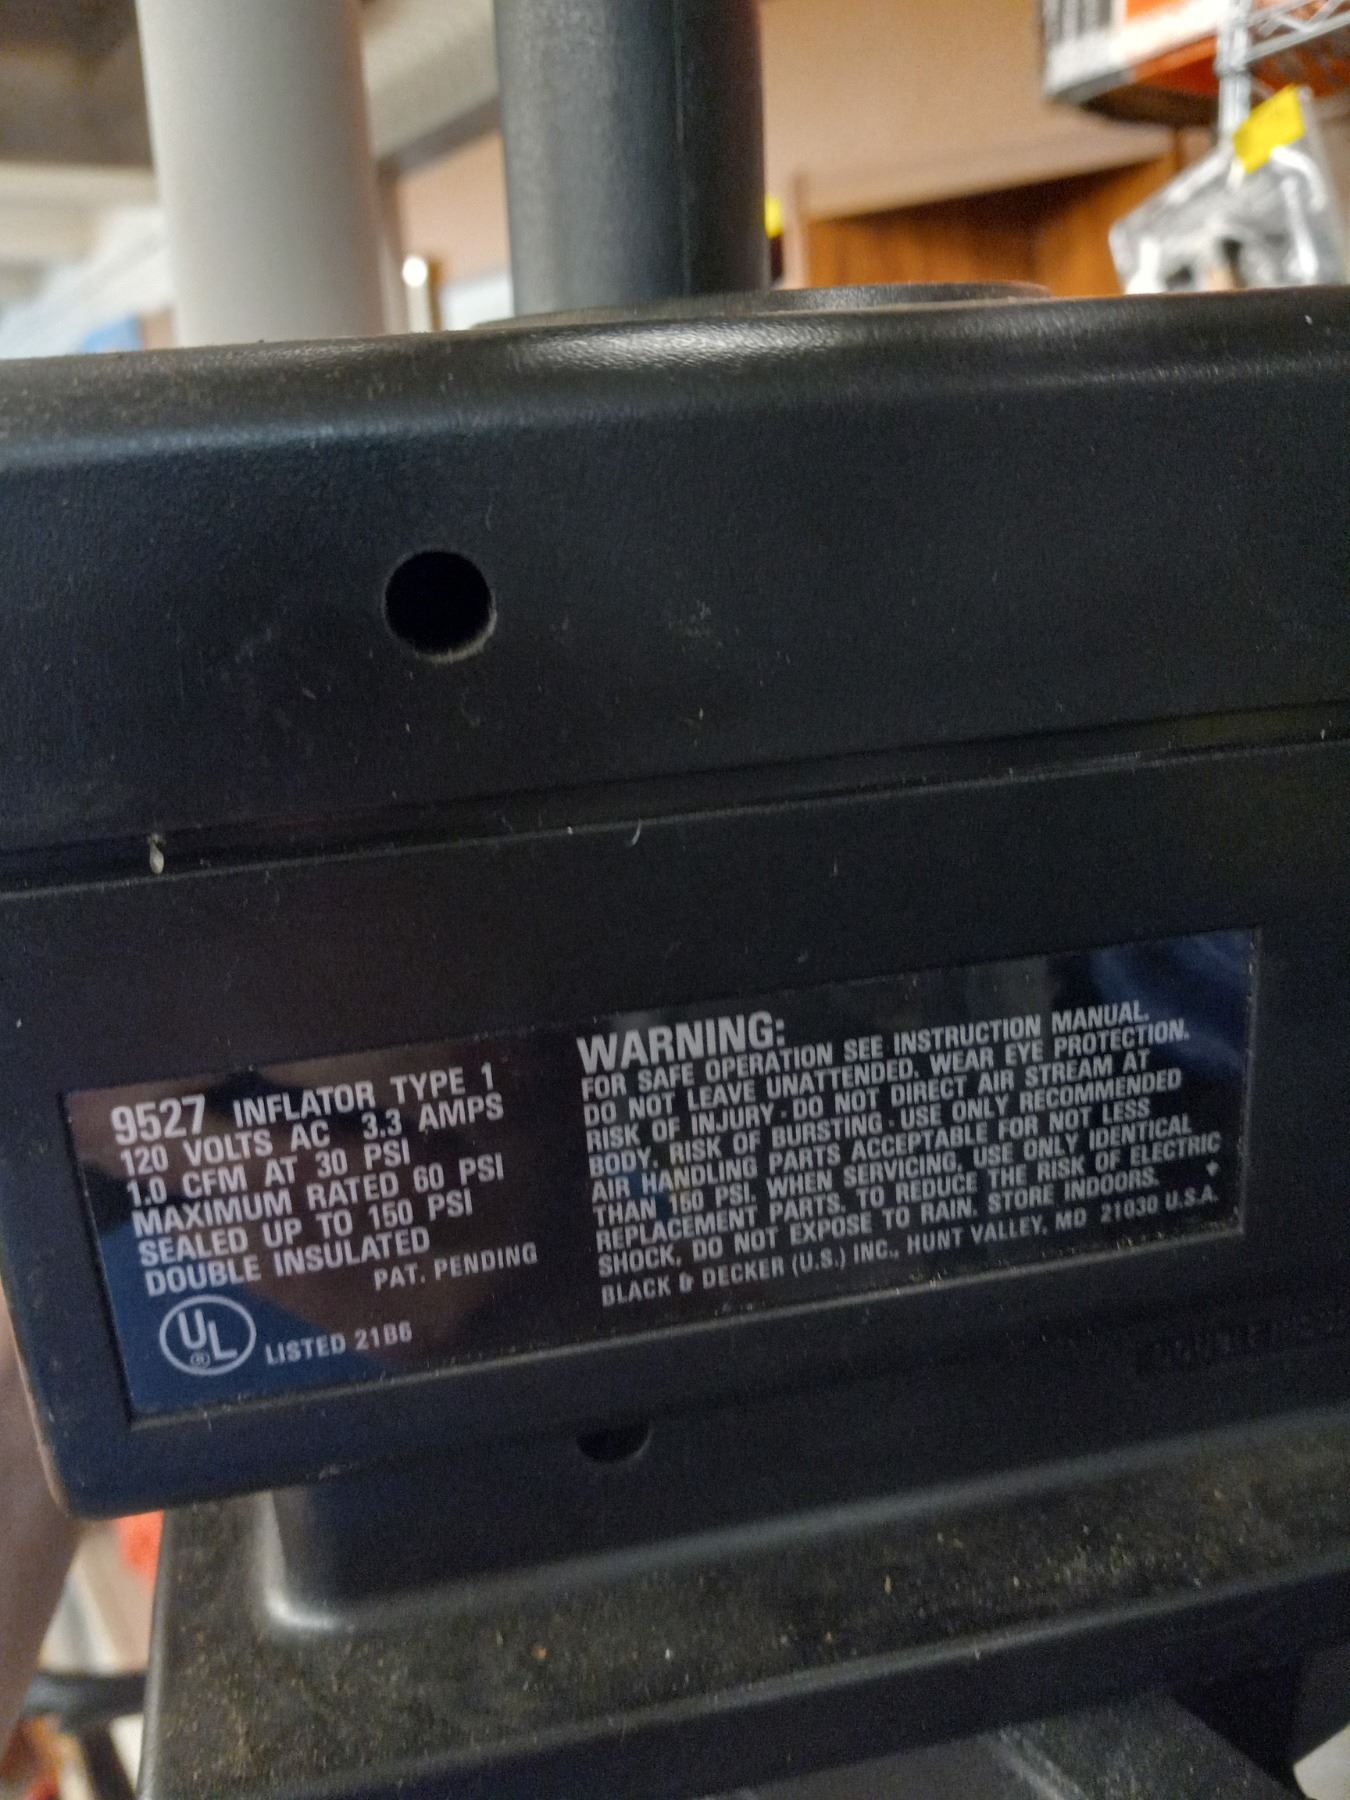 9527 INFLATOR TYPE 1
120 VOLTS AC 3.3 AMPS
1.0 CFM AT 30 PSI
MAXIMUM RATED 60 PSI
SEALED UP TO 150 PSI
DOUBLE INSULATED
PAT. PENDING
UL ® LISTED 21B6
WARNING:
FOR SAFE OPERATION SEE INSTRUCTION MANUAL.
DO NOT LEAVE UNATTENDED. WEAR EYE PROTECTION.
RISK OF INJURY - DO NOT DIRECT AIR STREAM AT
BODY. RISK OF BURSTING - USE ONLY RECOMMENDED
AIR HANDLING PARTS ACCEPTABLE FOR NOT LESS
THAN 160 PSI. WHEN SERVICING, USE ONLY IDENTICAL
REPLACEMENT PARTS. TO REDUCE THE RISK OF ELECTRIC
SHOCK, DO NOT EXPOSE TO RAIN. STORE INDOORS.
BLACK & DECKER (U.S.) INC., HUNT VALLEY, MD 21030 U.S.A.